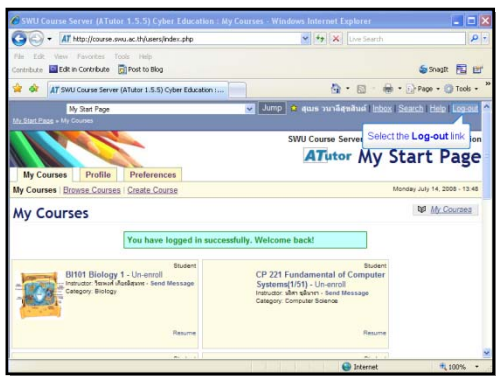 SWU Course Server (ATutor 1.5.5) Cyber Education : My Courses - Windows Internet Explorer
http://course.swu.ac.th/users/index.php
Live Search
File Edit View Favorites Tools Help
Contribute Edit in Contribute Post to Blog
SnagIt
SWU Course Server (ATutor 1.5.5) Cyber Education : ...
Page Tools
My Start Page Jump Inbox | Search | Help | Log-out
My Start Page » My Courses
Select the Log-out link
SWU Course Server
ATutor My Start Page
My Courses Profile Preferences
My Courses | Browse Courses | Create Course
Monday July 14, 2008 - 13:48
My Courses
My Courses
You have logged in successfully. Welcome back!
Student
BI101 Biology 1 - Un-enroll
Instructor: - Send Message
Category: Biology
Resume
Student
CP 221 Fundamental of Computer
Systems(1/51) - Un-enroll
Instructor: - Send Message
Category: Computer Science
Resume
Internet
100%